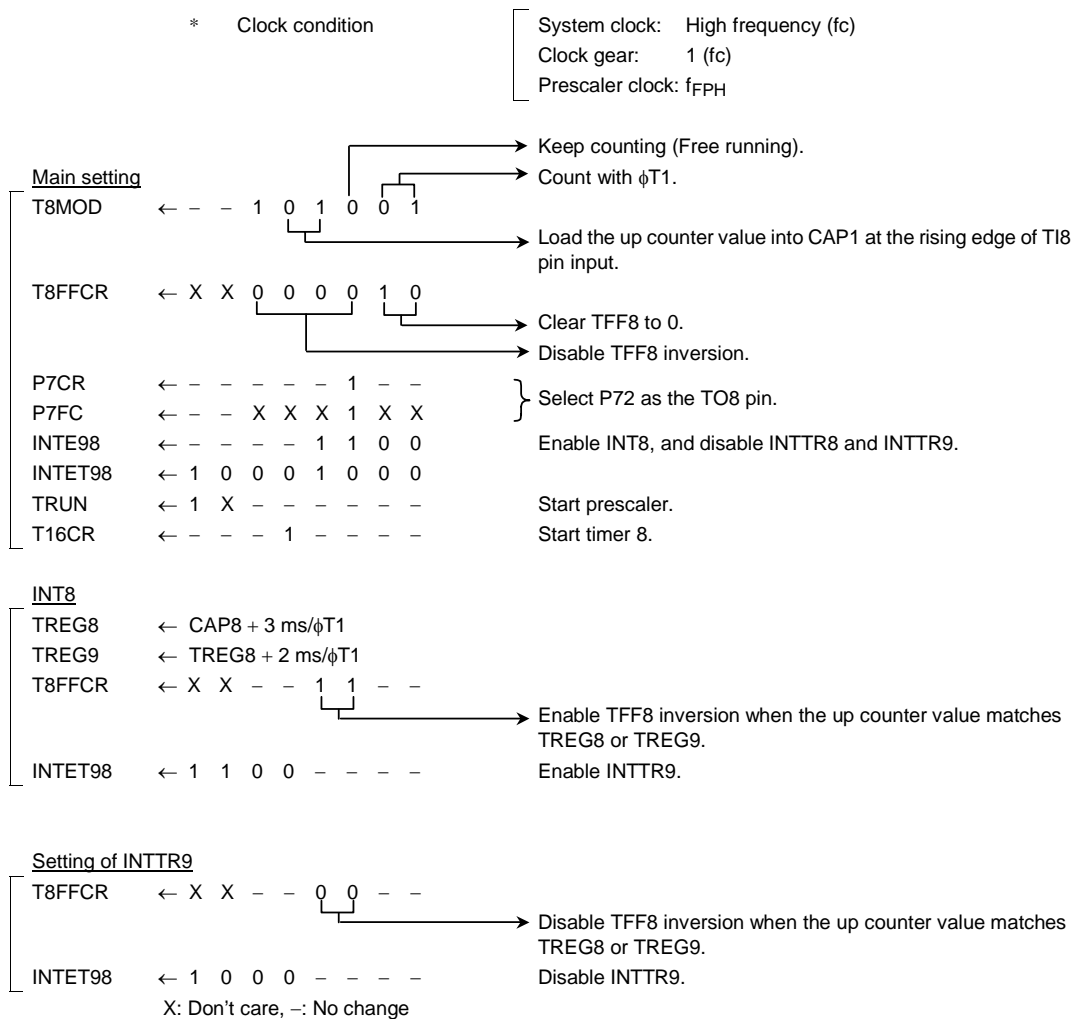 * Clock condition
System clock: High frequency (fc)
Clock gear: 1 (fc)
Prescaler clock: fFPH
Keep counting (Free running).
Main setting
Count with ϕT1.
T8MOD ← – – 1 0 1 0 0 1
Load the up counter value into CAP1 at the rising edge of TI8
pin input.
T8FFCR ← X X 0 0 0 0 1 0
Clear TFF8 to 0.
Disable TFF8 inversion.
P7CR ← – – – – – 1 – –
P7FC ← – – X X X 1 X X
Select P72 as the TO8 pin.
INTE98 ← – – – – 1 1 0 0 Enable INT8, and disable INTTR8 and INTTR9.
INTET98 ← 1 0 0 0 1 0 0 0
TRUN ← 1 X – – – – – – Start prescaler.
T16CR ← – – – 1 – – – – Start timer 8.
INT8
TREG8 ← CAP8 + 3 ms/ϕT1
TREG9 ← TREG8 + 2 ms/ϕT1
T8FFCR ← X X – – 1 1 – –
Enable TFF8 inversion when the up counter value matches
TREG8 or TREG9.
INTET98 ← 1 1 0 0 – – – – Enable INTTR9.
Setting of INTTR9
T8FFCR ← X X – – 0 0 – –
Disable TFF8 inversion when the up counter value matches
TREG8 or TREG9.
INTET98 ← 1 0 0 0 – – – – Disable INTTR9.
X: Don't care, –: No change